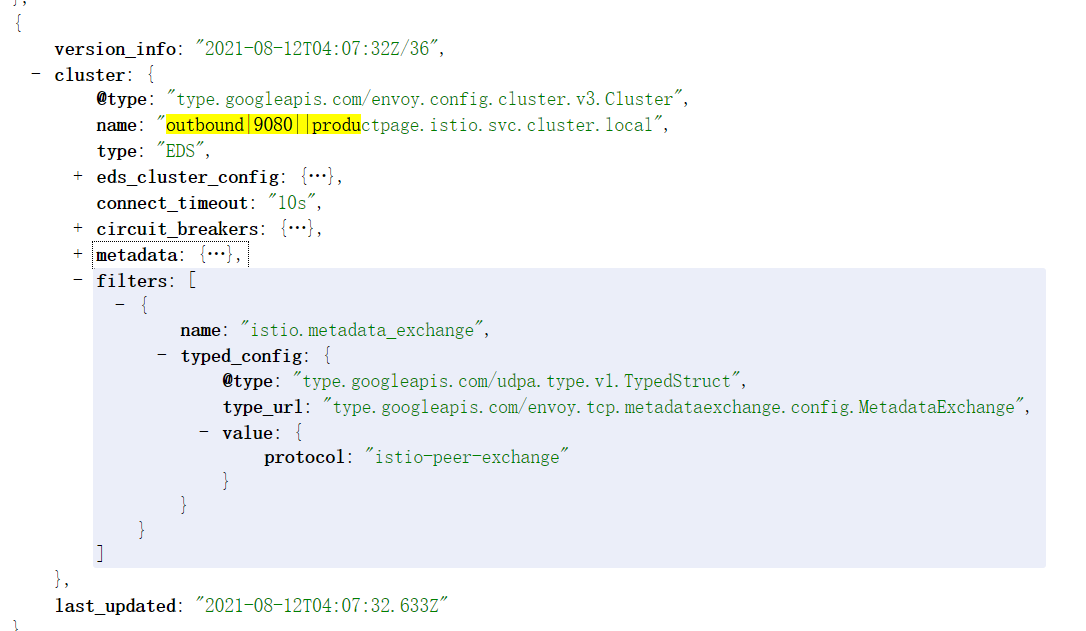 },
{
version_info: "2021-08-12T04:07:32Z/36",
- cluster: {
@type: "type.googleapis.com/envoy.config.cluster.v3.Cluster",
name: "outbound|9080||productpage.istio.svc.cluster.local",
type: "EDS",
+ eds_cluster_config: {…},
connect_timeout: "10s",
+ circuit_breakers: {…},
+ metadata: {…},
- filters: [
- {
name: "istio.metadata_exchange",
- typed_config: {
@type: "type.googleapis.com/udpa.type.v1.TypedStruct",
type_url: "type.googleapis.com/envoy.tcp.metadataexchange.config.MetadataExchange",
- value: {
protocol: "istio-peer-exchange"
}
}
}
]
},
last_updated: "2021-08-12T04:07:32.633Z"
}